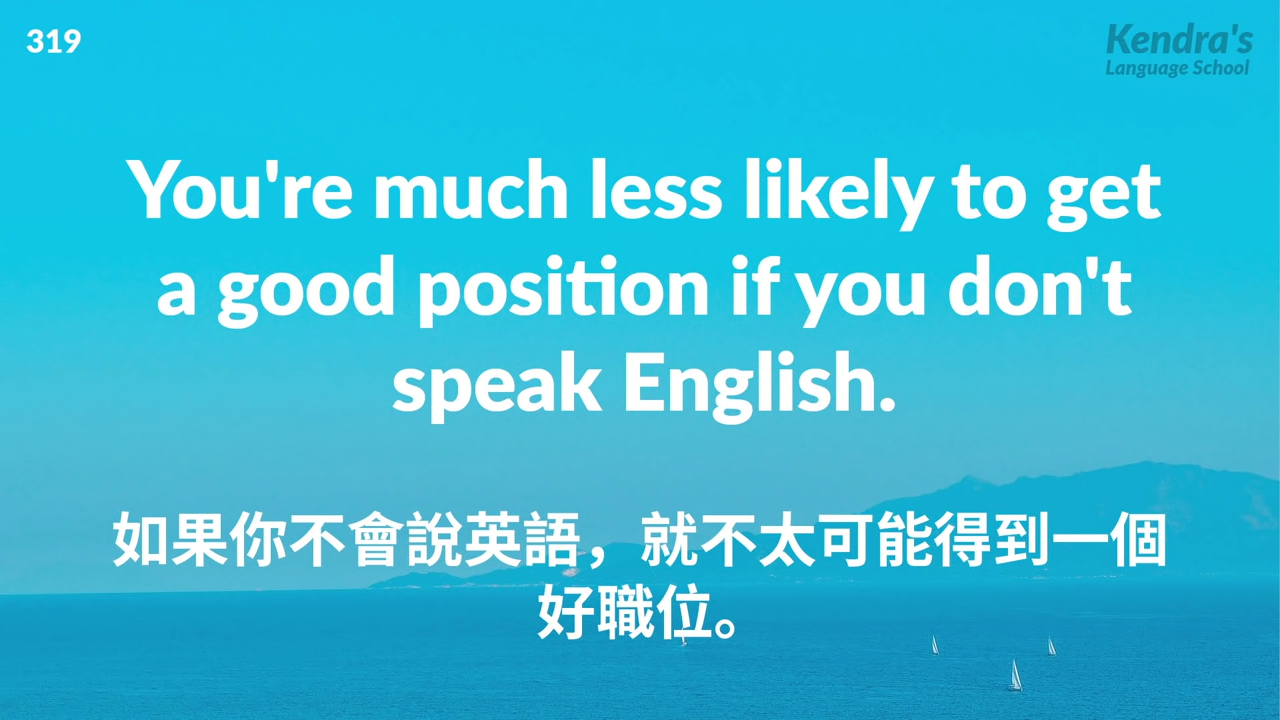 319
Kendra's
Language School
You're much less likely to get
a good position if you don't
speak English.
如果你不會說英語，就不太可能得到一個
好職位。